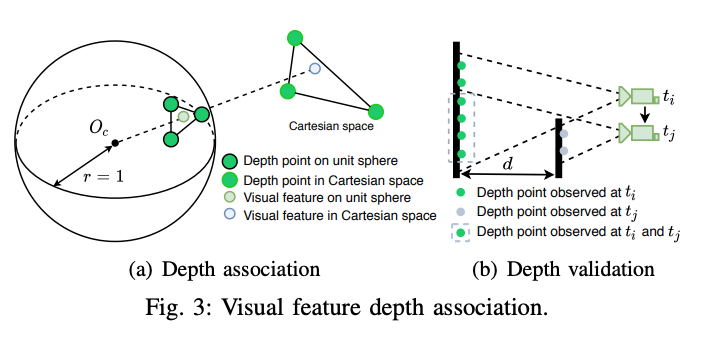 O_c
r = 1
Cartesian space
Depth point on unit sphere
Depth point in Cartesian space
Visual feature on unit sphere
Visual feature in Cartesian space
(a) Depth association
t_i
t_j
d
Depth point observed at t_i
Depth point observed at t_j
Depth point observed at t_i and t_j
(b) Depth validation
Fig. 3: Visual feature depth association.